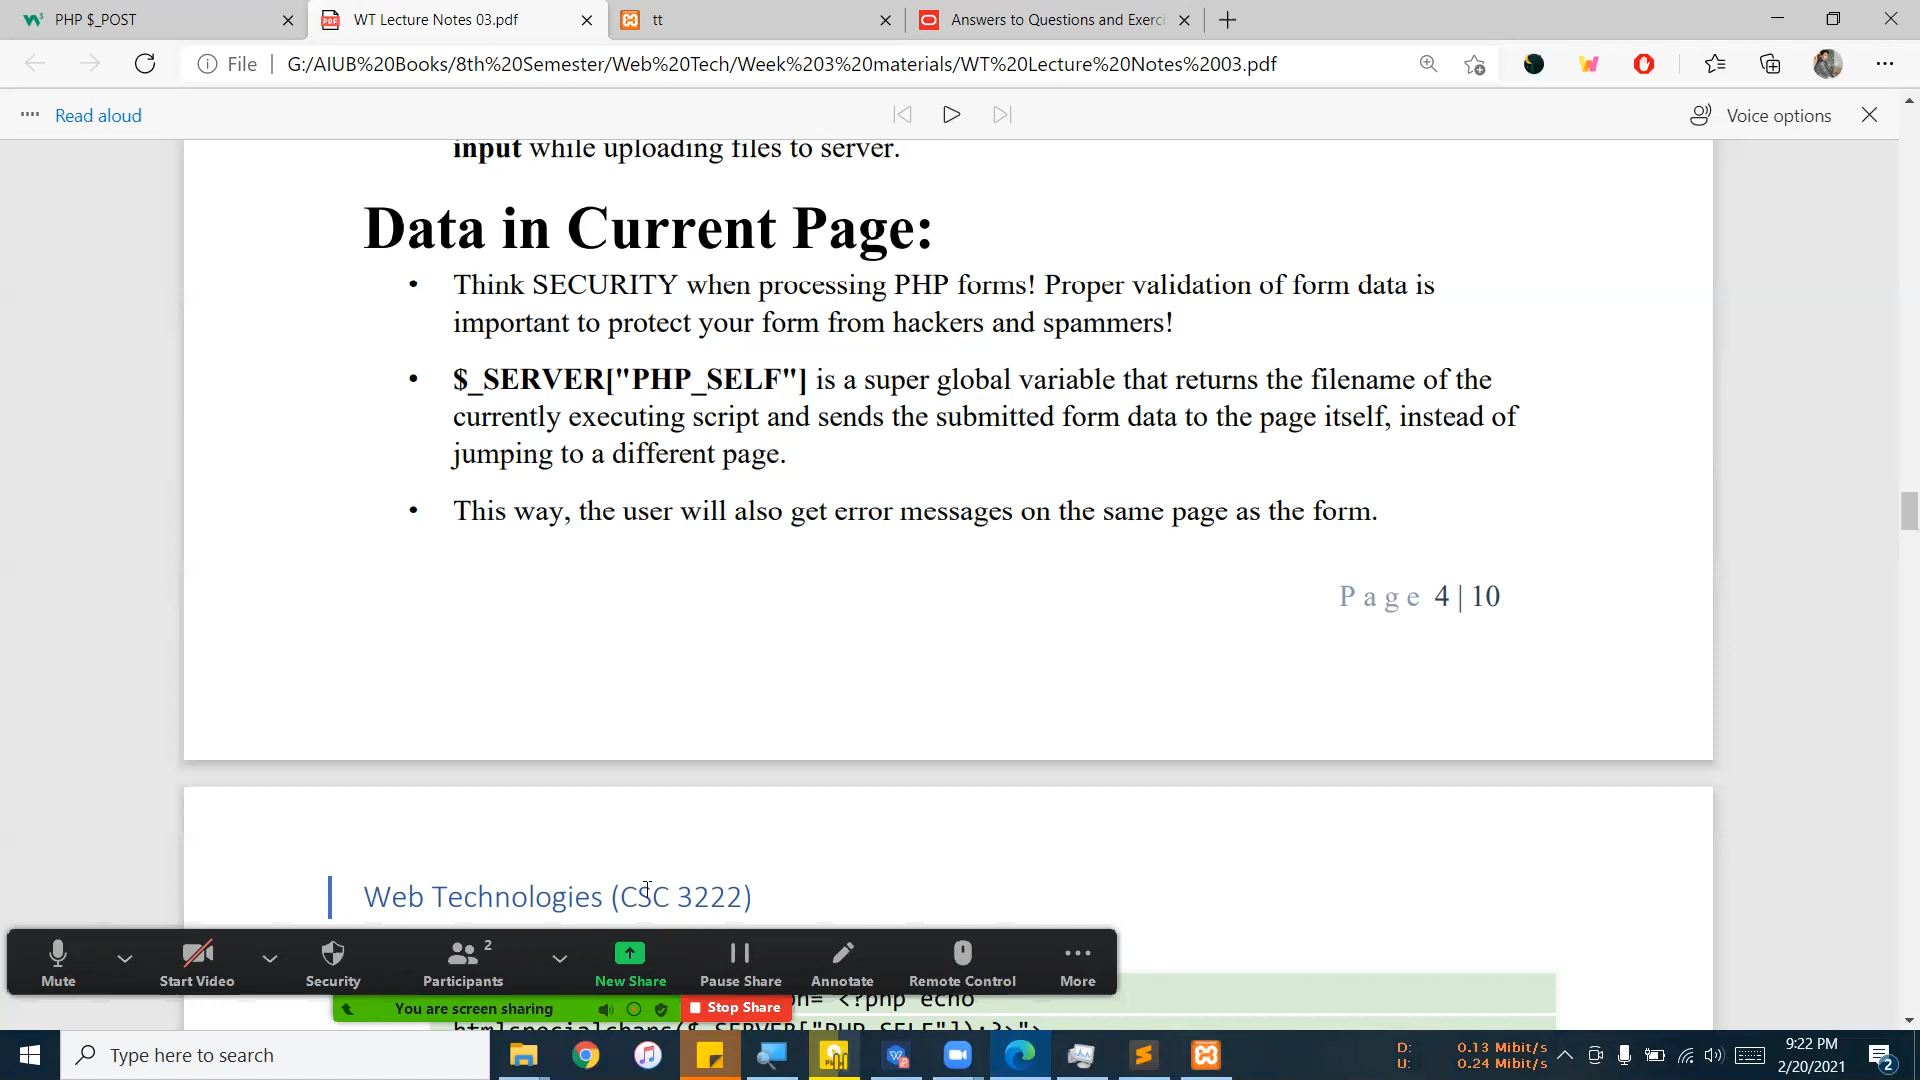 PHP $_POST
WT Lecture Notes 03.pdf
tt
Answers to Questions and Exerci
File
G:/AIUB%20Books/8th%20Semester/Web%20Tech/Week%203%20materials/WT%20Lecture%20Notes%2003.pdf
Read aloud
Voice options
input while uploading files to server.
Data in Current Page:
• Think SECURITY when processing PHP forms! Proper validation of form data is
important to protect your form from hackers and spammers!
• $_SERVER["PHP_SELF"] is a super global variable that returns the filename of the
currently executing script and sends the submitted form data to the page itself, instead of
jumping to a different page.
• This way, the user will also get error messages on the same page as the form.
Page 4 | 10
Web Technologies (CSC 3222)
2
Mute
Start Video
Security
Participants
New Share
Pause Share
Annotate
Remote Control
More
You are screen sharing
Stop Share
on="<?php echo
htmlspecialchars($_SERVER["PHP_SELF"]);?>">
Type here to search
D: 0.13 Mibit/s
U: 0.24 Mibit/s
9:22 PM
2/20/2021
2